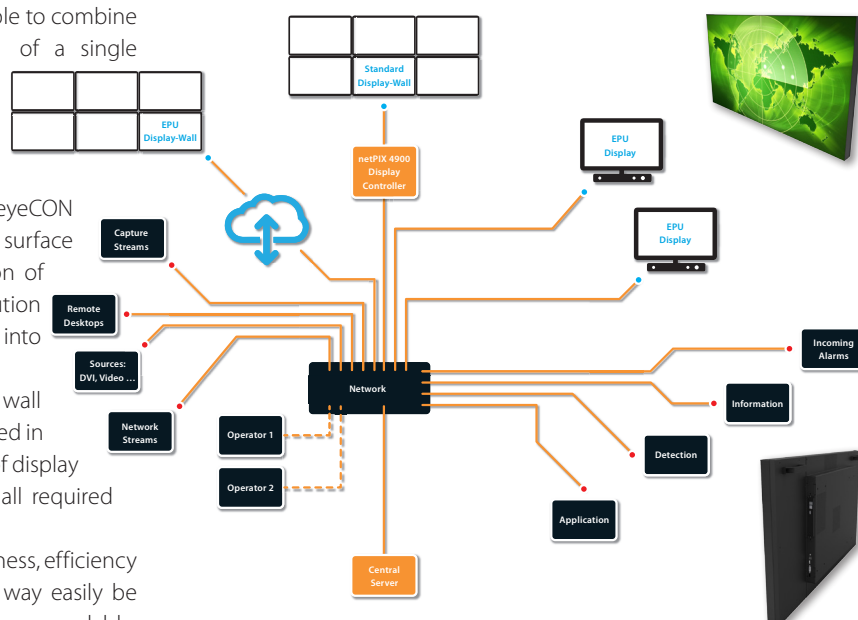 to combine
of a single
eyeCON
surface
on of
into
wall
ed in
of display
all required
ness, efficiency
way easily be
EPU
Display-Wall
Standard
Display-Wall
netPIX 4900
Display
Controller
EPU
Display
EPU
Display
Capture
Streams
Remote
Desktops
Sources:
DVI, Video ...
Network
Streams
Network
Operator 1
Operator 2
Central
Server
Incoming
Alarms
Information
Detection
Application